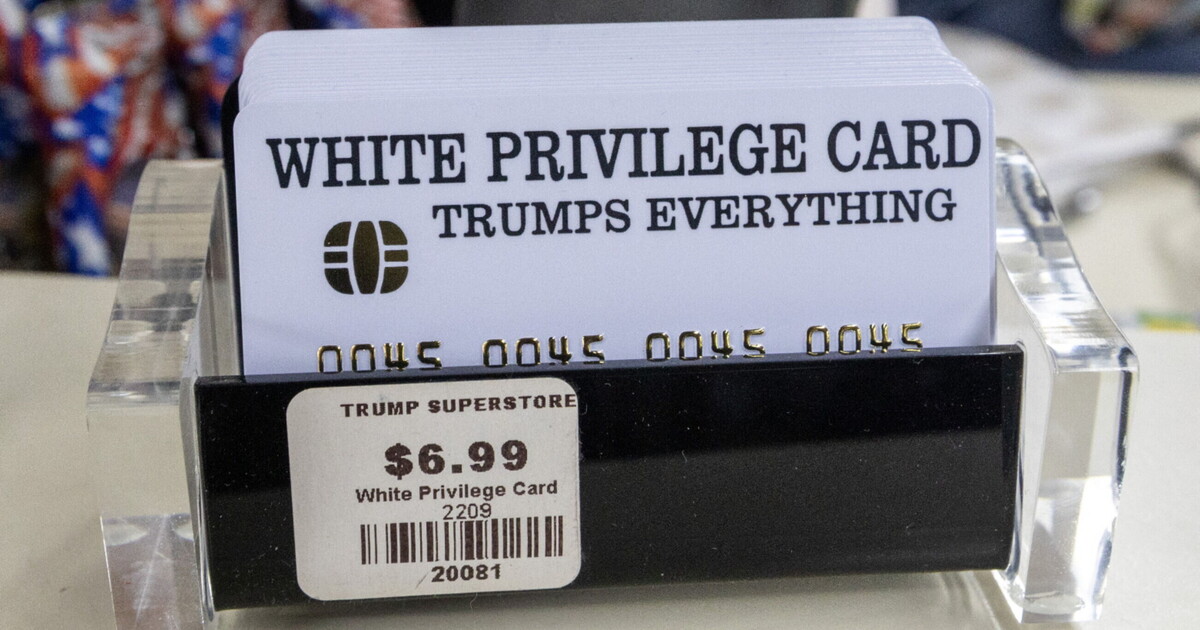 WHITE PRIVILEGE CARD
TRUMPS EVERYTHING
0045 0045 0045 0045
TRUMP SUPERSTORE
$6.99
White Privilege Card
2209
20081